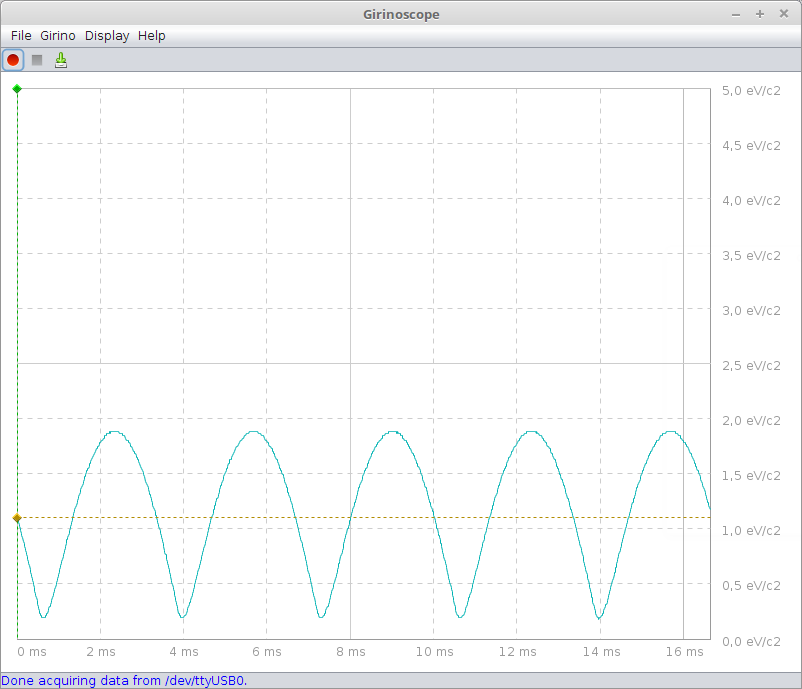 Girinoscope
File Girino Display Help
5,0 eV/c2
4,5 eV/c2
4,0 eV/c2
3,5 eV/c2
3,0 eV/c2
2,5 eV/c2
2,0 eV/c2
1,5 eV/c2
1,0 eV/c2
0,5 eV/c2
0,0 eV/c2
0 ms 2 ms 4 ms 6 ms 8 ms 10 ms 12 ms 14 ms 16 ms
Done acquiring data from /dev/ttyUSB0.